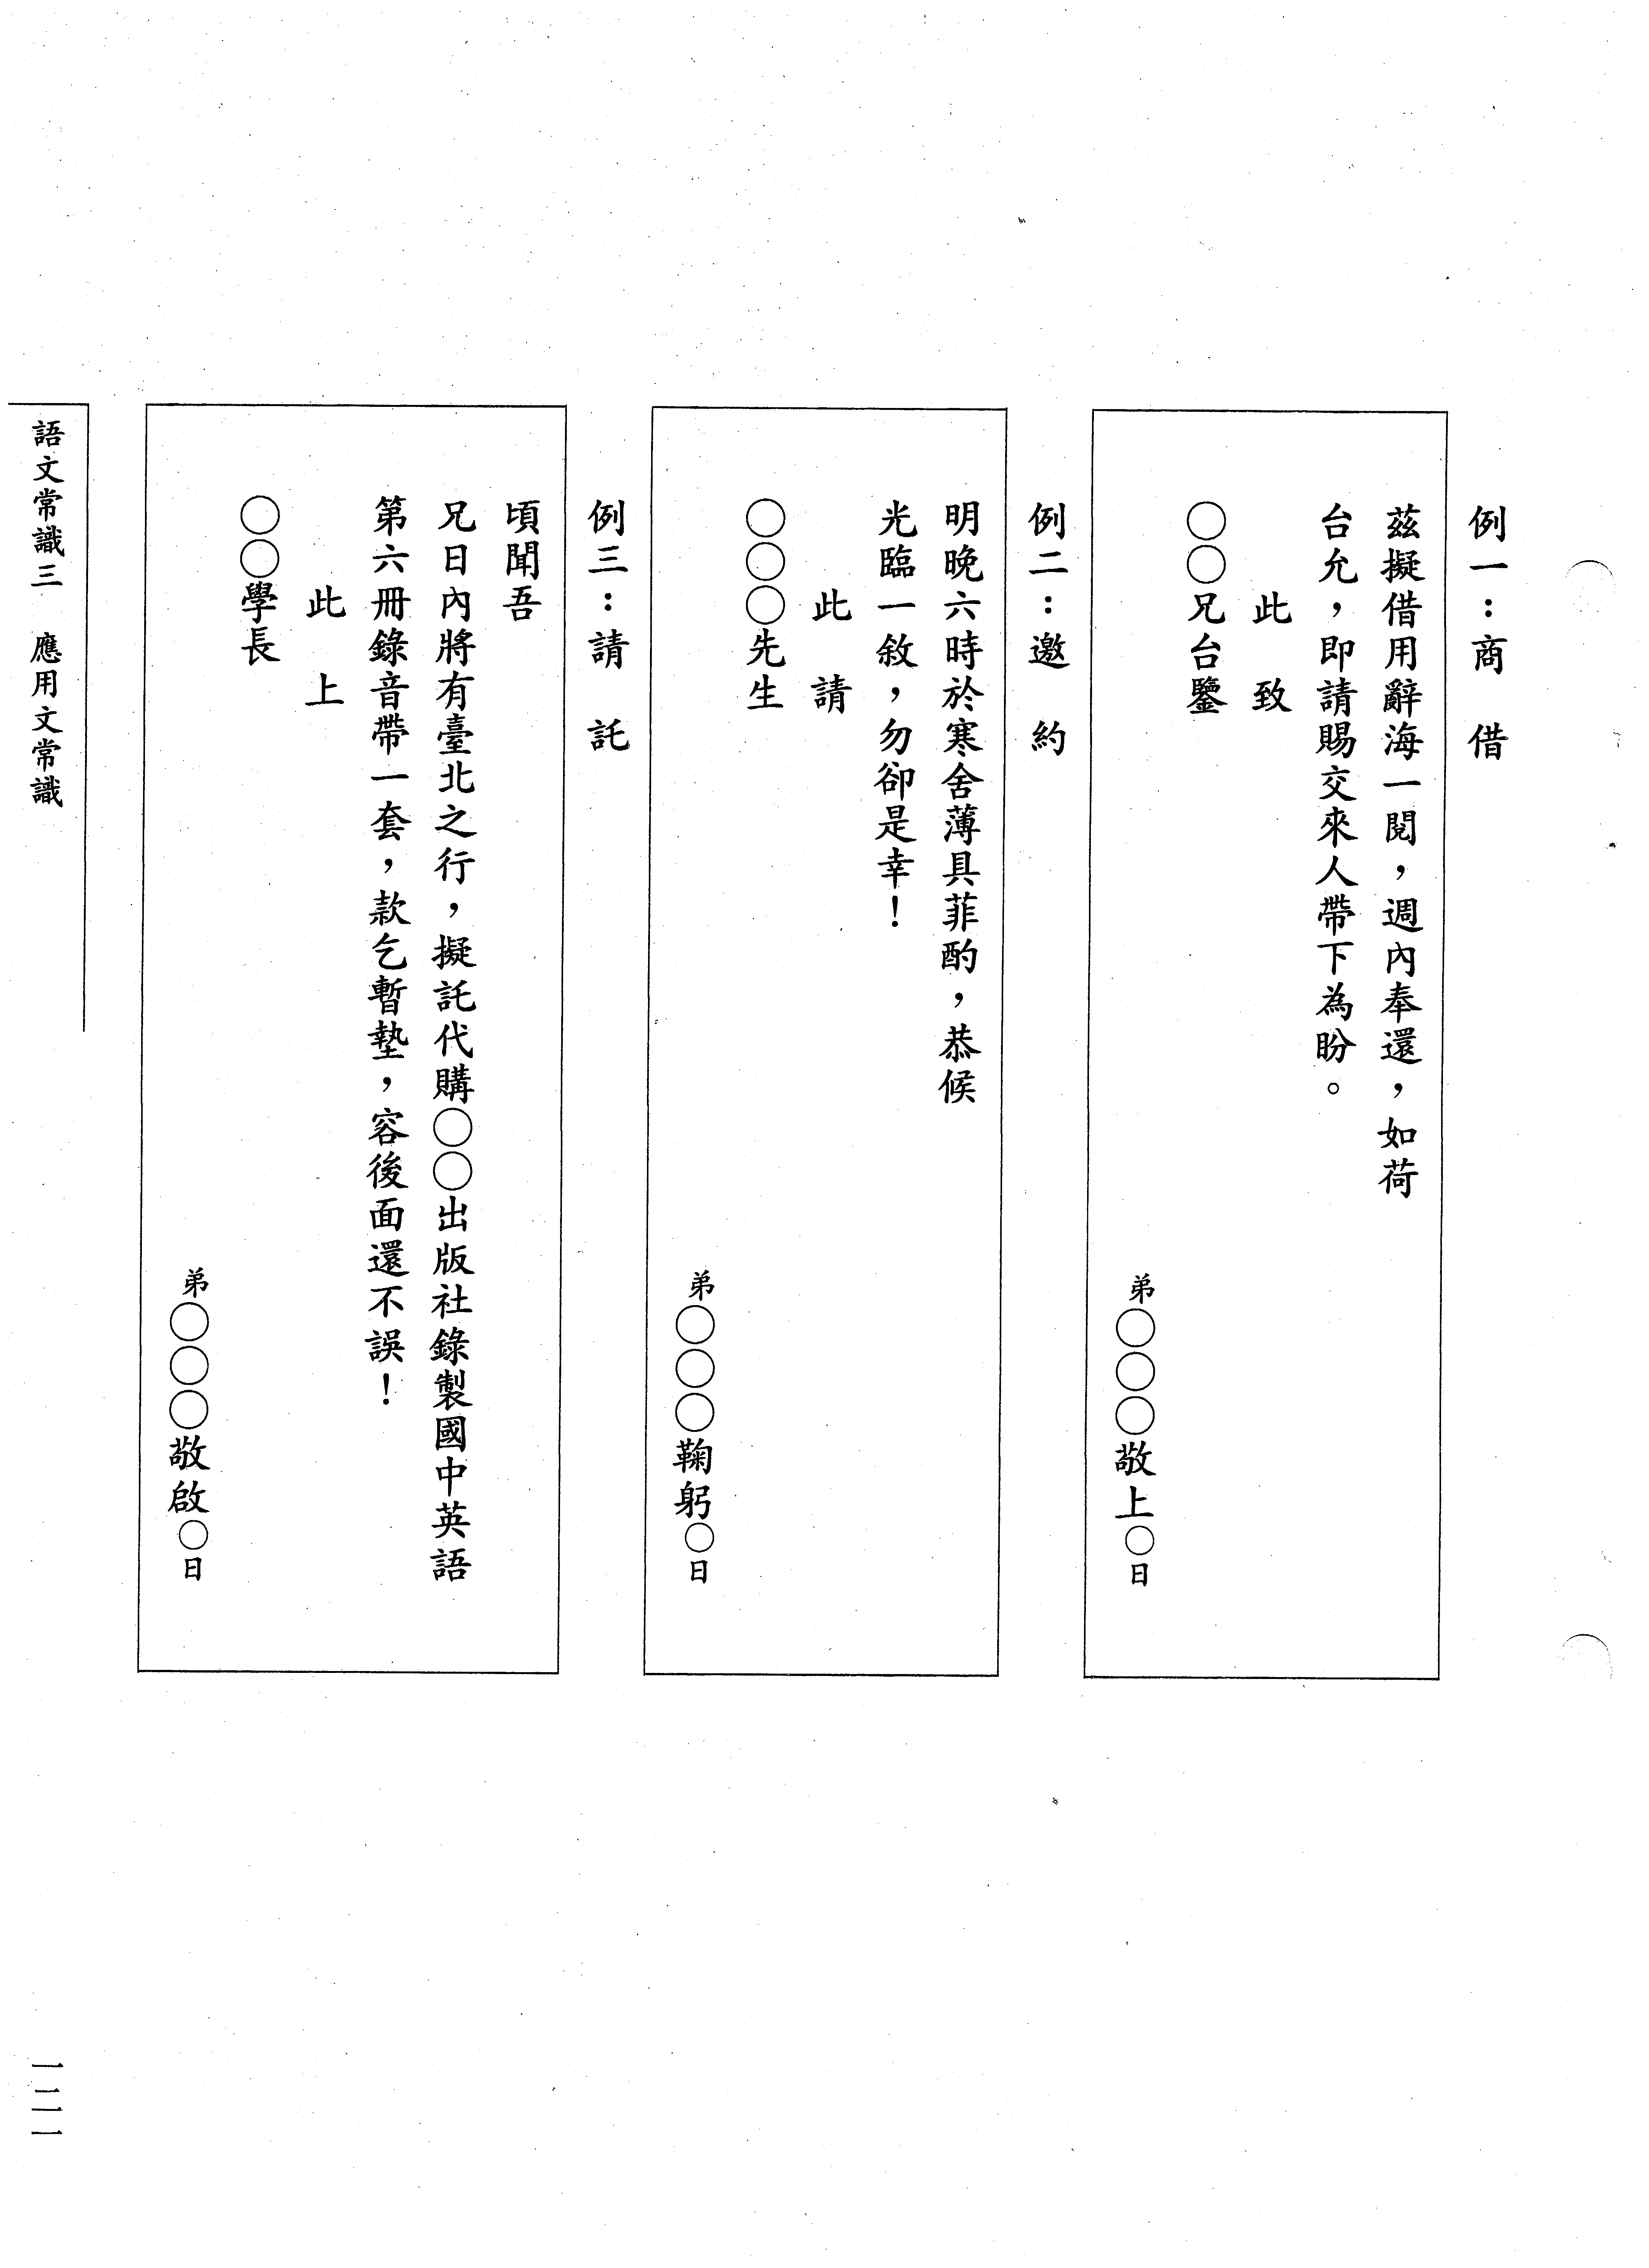 例一：商　借
茲擬借用辭海一閱，週內奉還，如荷
台允，即請賜交來人帶下為盼。
此　致
○○兄台鑒
弟○○○敬上○日
例二：邀　約
明晚六時於寒舍薄具菲酌，恭候
光臨一敘，勿卻是幸！
此　請
○○○先生
弟○○○鞠躬○日
例三：請　託
頃聞吾
兄日內將有臺北之行，擬託代購○○出版社錄製國中英語
第六冊錄音帶一套，款乞暫墊，容後面還不誤！
此　上
○○學長
弟○○○敬啟○日
語文常識三　應用文常識
一二一